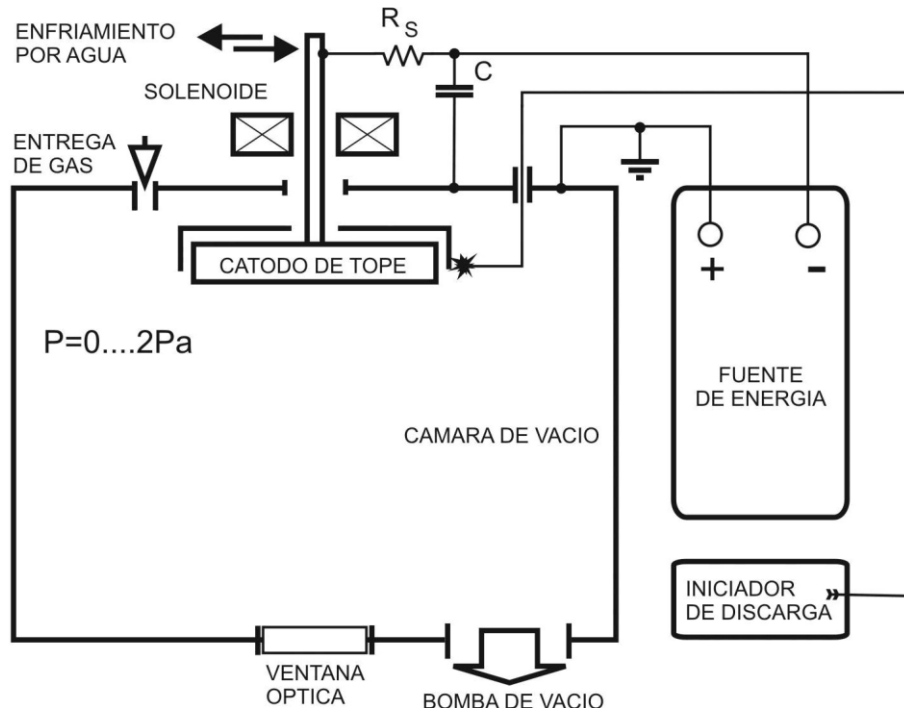 ENFRIAMIENTO
POR AGUA
R S
C
SOLENOIDE
ENTREGA
DE GAS
CATODO DE TOPE
+
-
P=0....2Pa
FUENTE
DE ENERGIA
CAMARA DE VACIO
INICIADOR
DE DISCARGA
VENTANA
OPTICA
BOMBA DE VACIO